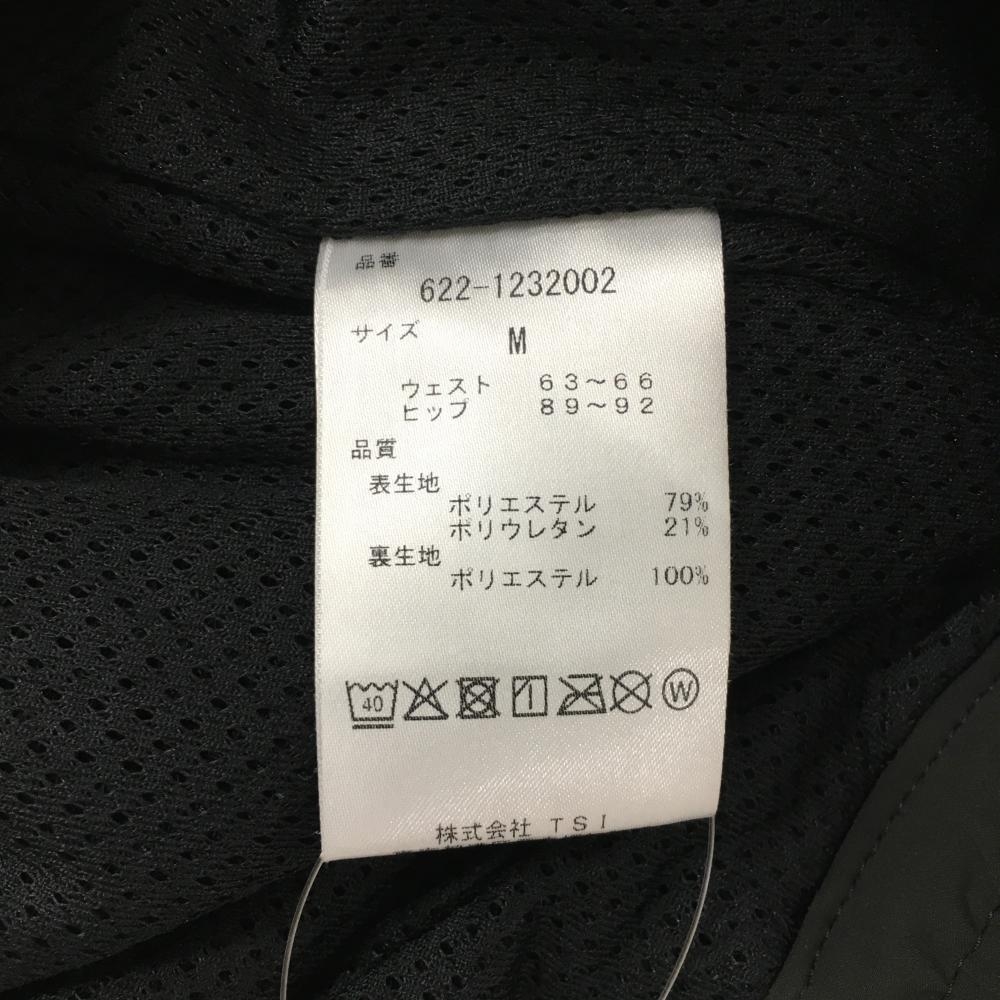 品番
622-1232002
サイズ
M
ウェスト 63～66
ヒップ 89～92
品質
表生地
ポリエステル 79%
ポリウレタン 21%
裏生地
ポリエステル 100%
40
W
株式会社 TSI